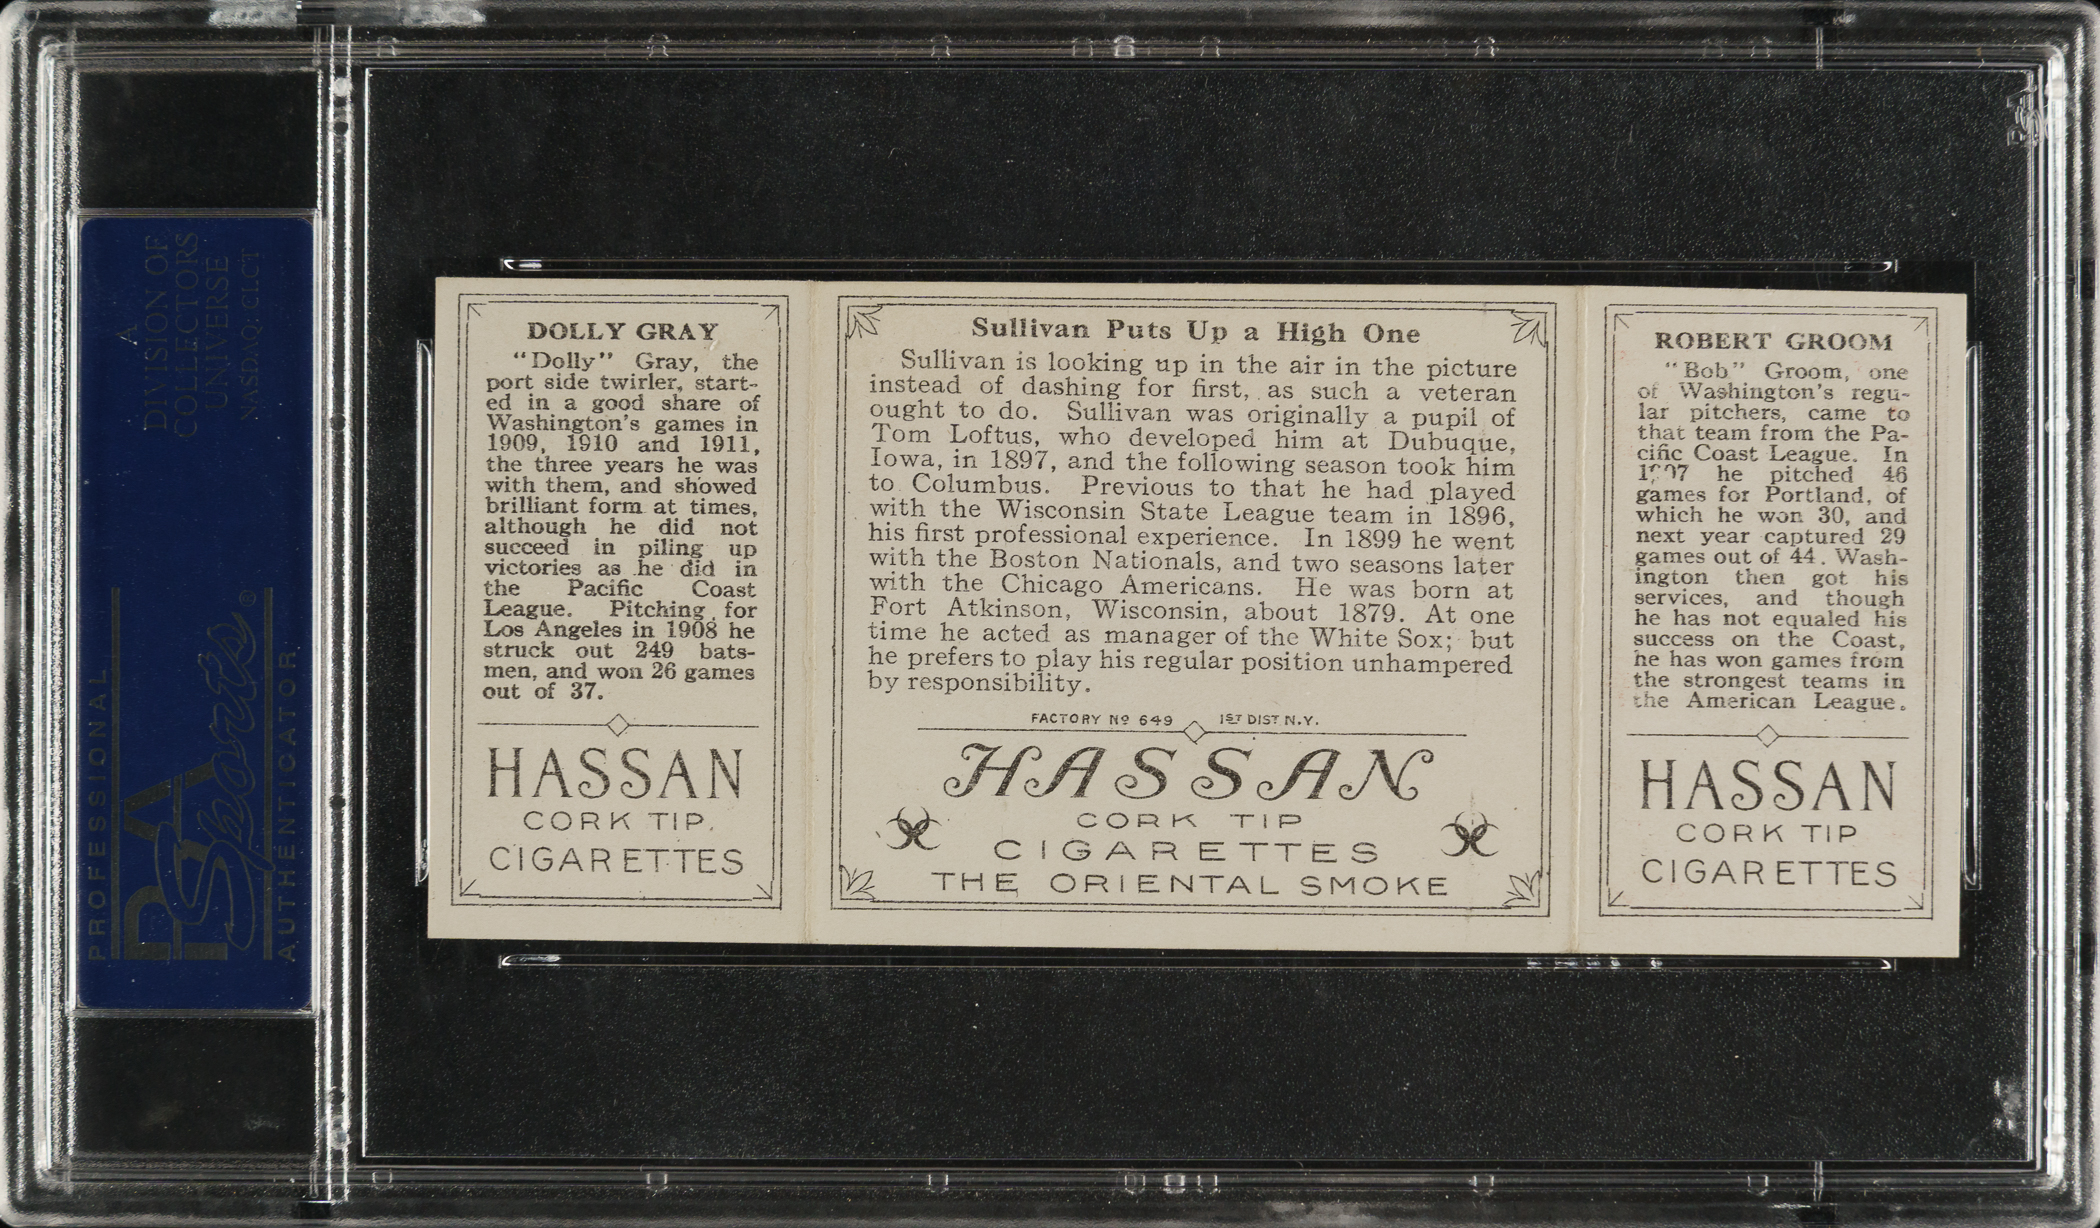 A
DIVISION OF
COLLECTORS
UNIVERSE
NASDAQ: CLCT
PROFESSIONAL
PSA
Sports®
AUTHENTICATOR
PSA
DOLLY GRAY
"Dolly" Gray, the
port side twirler, start-
ed in a good share of
Washington's games in
1909, 1910 and 1911,
the three years he was
with them, and showed
brilliant form at times,
although he did not
succeed in piling up
victories as he did in
the Pacific Coast
League. Pitching for
Los Angeles in 1908 he
struck out 249 bats-
men, and won 26 games
out of 37.
HASSAN
CORK TIP
CIGARETTES
Sullivan Puts Up a High One
Sullivan is looking up in the air in the picture
instead of dashing for first, as such a veteran
ought to do. Sullivan was originally a pupil of
Tom Loftus, who developed him at Dubuque,
Iowa, in 1897, and the following season took him
to Columbus. Previous to that he had played
with the Wisconsin State League team in 1896,
his first professional experience. In 1899 he went
with the Boston Nationals, and two seasons later
with the Chicago Americans. He was born at
Fort Atkinson, Wisconsin, about 1879. At one
time he acted as manager of the White Sox; but
he prefers to play his regular position unhampered
by responsibility.
FACTORY Nº 649 1ST DIST N.Y.
HASSAN
CORK TIP
CIGARETTES
THE ORIENTAL SMOKE
ROBERT GROOM
"Bob" Groom, one
of Washington's regu-
lar pitchers, came to
that team from the Pa-
cific Coast League. In
he pitched 46
games for Portland, of
which he won 30, and
next year captured 29
games out of 44. Wash-
ington then got his
services, and though
he has not equaled his
success on the Coast,
he has won games from
the strongest teams in
the American League.
HASSAN
CORK TIP
CIGARETTES